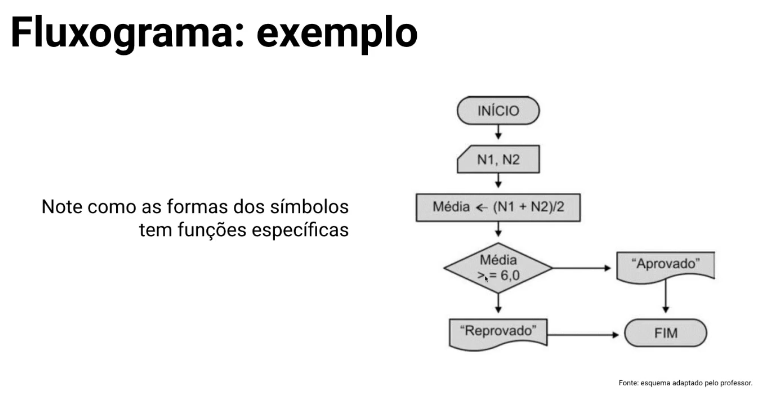 Fluxograma: exemplo
Note como as formas dos símbolos
tem funções específicas
INÍCIO
N1, N2
Média ← (N1 + N2)/2
Média
>= 6,0
“Aprovado”
“Reprovado”
FIM
Fonte: esquema adaptado pelo professor.